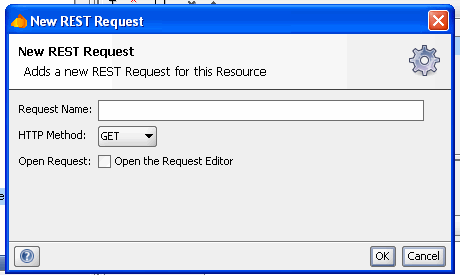 New REST Request
New REST Request
Adds a new REST Request for this Resource
Request Name:
HTTP Method: GET
Open Request: Open the Request Editor
OK Cancel